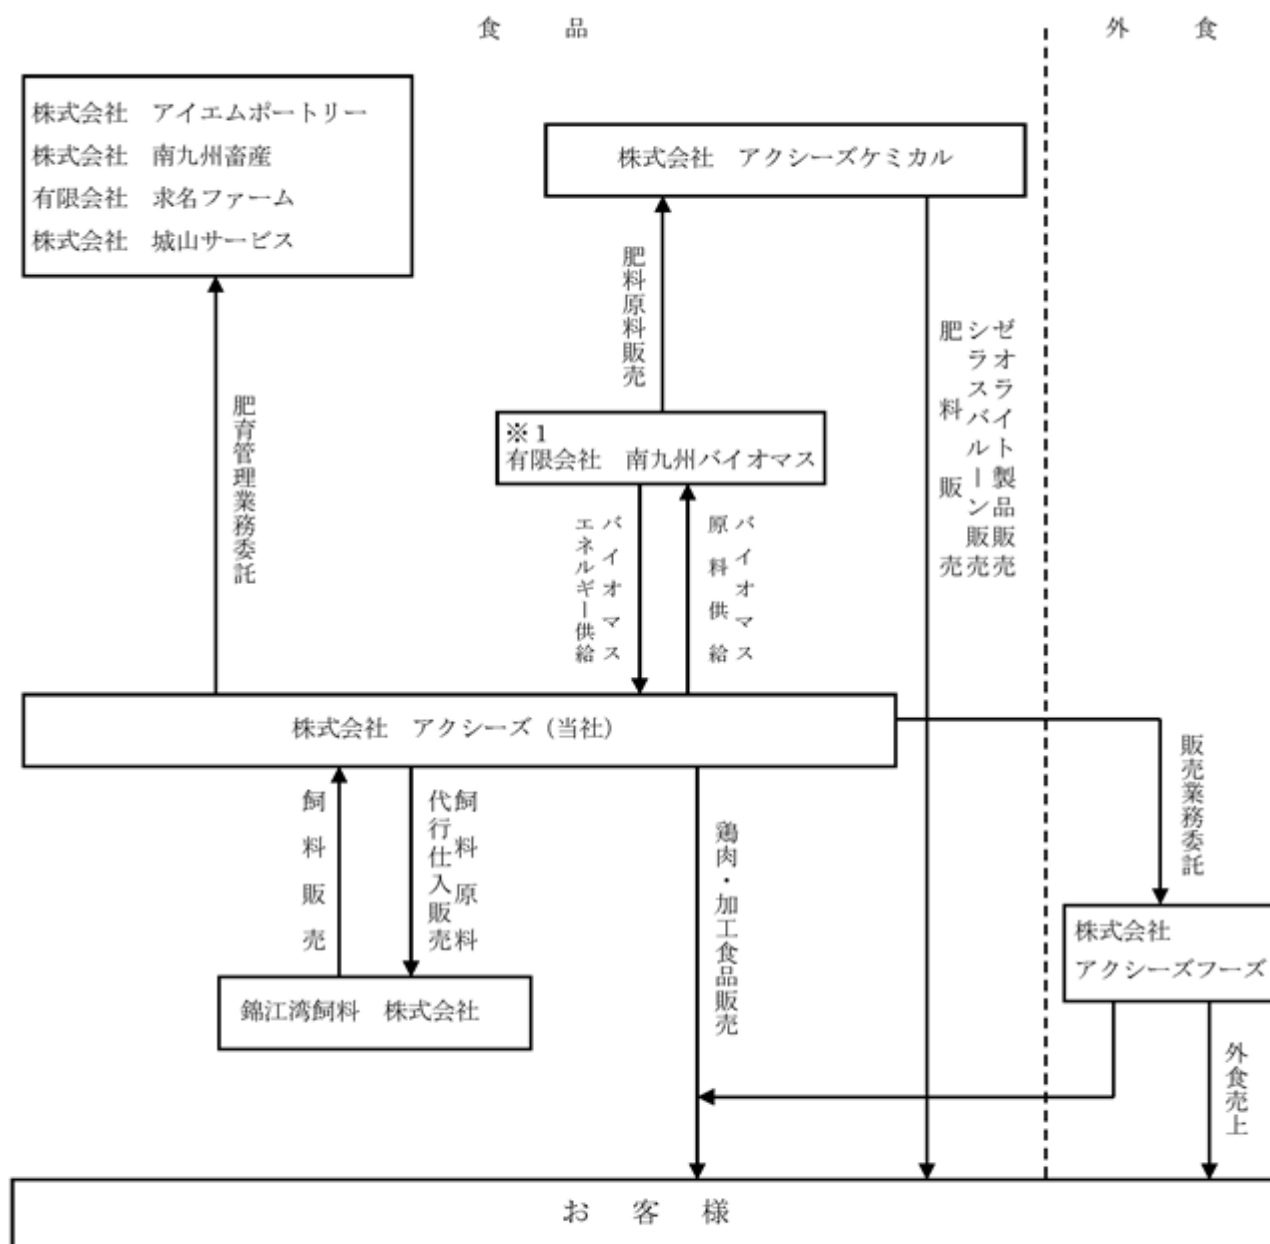 食　品
外　食
株式会社　アイエムポートリー
株式会社　南九州畜産
有限会社　求名ファーム
株式会社　城山サービス
株式会社　アクシーズケミカル
肥料原料販売
ゼオライト製品販売
シラスバルーン販売
肥料販売
肥育管理業務委託
※１
有限会社　南九州バイオマス
バイオマス
エネルギー供給
バイオマス
原料供給
株式会社　アクシーズ（当社）
販売業務委託
飼料販売
飼料原料
代行仕入販売
鶏肉・加工食品販売
株式会社
アクシーズフーズ
錦江湾飼料　株式会社
外食売上
お　客　様